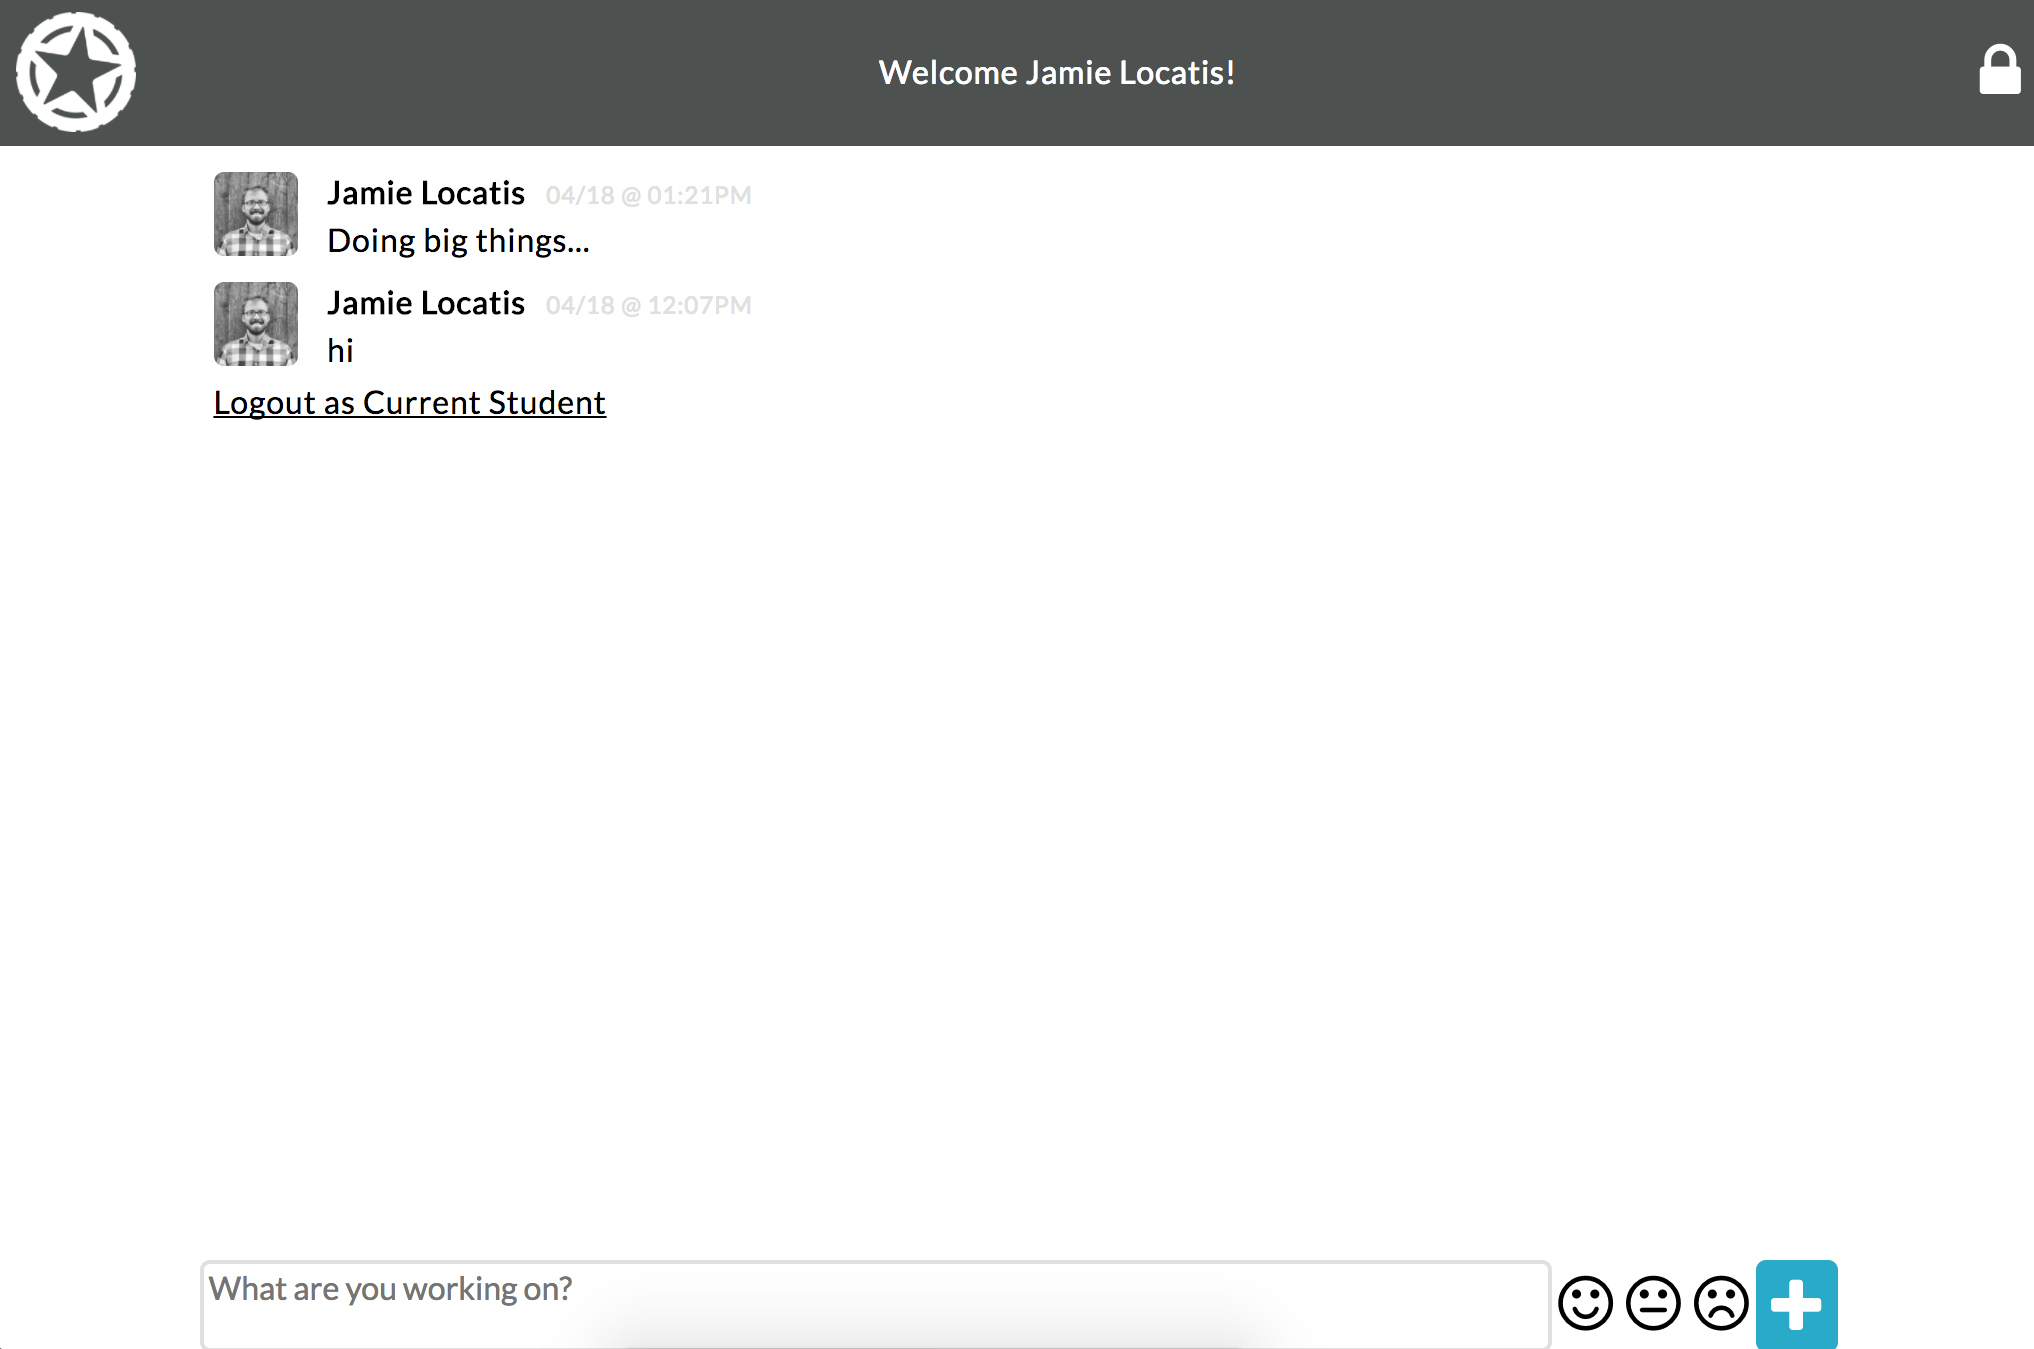 Welcome Jamie Locatis!
Jamie Locatis 04/18 @ 01:21PM
Doing big things...
Jamie Locatis 04/18 @ 12:07PM
hi
Logout as Current Student
What are you working on?